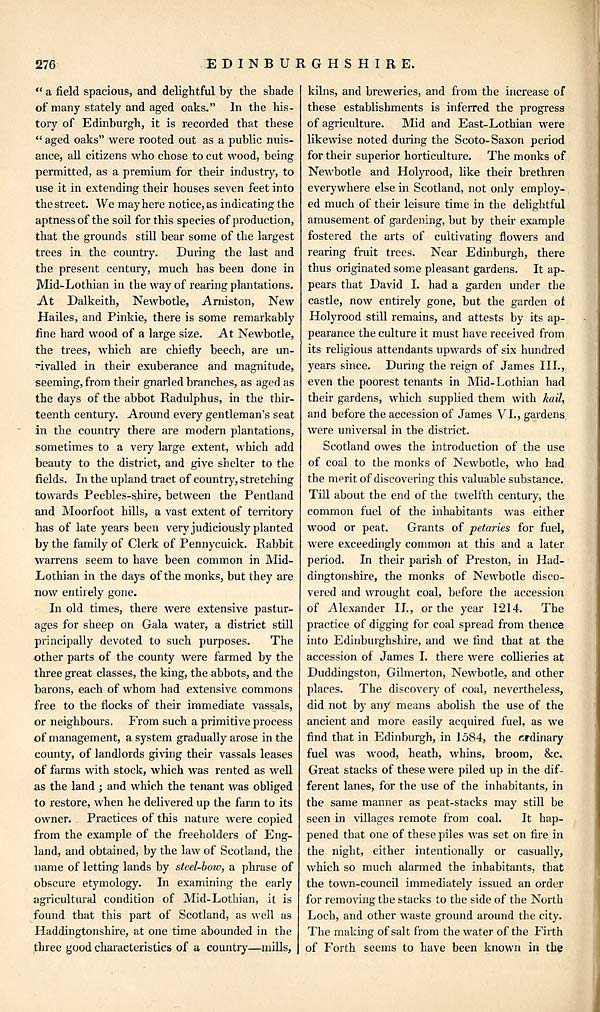 276
EDINBURGHSHIRE.
“ a field spacious, and delightful by the shade
of many stately and aged oaks.” In the his-
tory of Edinburgh, it is recorded that these
“ aged oaks” were rooted out as a public nuis-
ance, all citizens who chose to cut wood, being
permitted, as a premium for their industry, to
use it in extending their houses seven feet into
the street. We may here notice, as indicating the
aptness of the soil for this species of production,
that the grounds still bear some of the largest
trees in the country. During the last and
the present century, much has been done in
Mid-Lothian in the way of rearing plantations.
At Dalkeith, Newbotle, Arniston, New
Hailes, and Pinkie, there is some remarkably
fine hard wood of a large size. At Newbotle,
the trees, which are chiefly beech, are un-
rivalled in their exuberance and magnitude,
seeming, from their gnarled branches, as aged as
the days of the abbot Radulphus, in the thir-
teenth century. Around every gentleman's seat
in the country there are modern plantations,
sometimes to a very large extent, which add
beauty to the district, and give shelter to the
fields. In the upland tract of country, stretching
towards Peebles-shire, between the Pentland
and Moorfoot hills, a vast extent of territory
has of late years been very judiciously planted
by the family of Clerk of Pennycuick. Rabbit
warrens seem to have been common in Mid-
Lothian in the days of the monks, but they are
now entirely gone.
In old times, there were extensive pastur-
ages for sheep on Gala water, a district still
principally devoted to such purposes. The
other parts of the county were farmed by the
three great classes, the king, the abbots, and the
barons, each of whom had extensive commons
free to the flocks of their immediate vassals,
or neighbours. From such a primitive process
of management, a system gradually arose in the
county, of landlords giving their vassals leases
of farms with stock, which was rented as well
as the land ; and which the tenant was obliged
to restore, when he delivered up the farm to its
owner. Practices of this nature were copied
from the example of the freeholders of Eng-
land, and obtained, by the law of Scotland, the
name of letting lands by steel-bow, a phrase of
obscure etymology. In examining the early
agricultural condition of Mid-Lothian, it is
found that this part of Scotland, as well as
Haddingtonshire, at one time abounded in the
three good characteristics of a country—mills,
kilns, and breweries, and from the increase of
these establishments is inferred the progress
of agriculture. Mid and East-Lothian were
likewise noted during the Scoto-Saxon period
for their superior horticulture. The monks of
Newbotle and Holyrood, like their brethren
everywhere else in Scotland, not only employ-
ed much of their leisure time in the delightful
amusement of gardening, but by their example
fostered the arts of cultivating flowers and
rearing fruit trees. Near Edinburgh, there
thus originated some pleasant gardens. It ap-
pears that David I. had a garden under the
castle, now entirely gone, but the garden of
Holyrood still remains, and attests by its ap-
pearance the culture it must have received from
its religious attendants upwards of six hundred
years since. During the reign of James III.,
even the poorest tenants in Mid-Lothian had
their gardens, which supplied them with kail,
and before the accession of James VI., gardens
were universal in the district.
Scotland owes the introduction of the use
of coal to the monks of Newbotle, who had
the merit of discovering this valuable substance.
Till about the end of the twelfth century, the
common fuel of the inhabitants was either
wood or peat. Grants of petaries for fuel,
were exceedingly common at this and a later
period. In their parish of Preston, in Had-
dingtonshire, the monks of Newbotle disco-
vered and wrought coal, before the accession
of Alexander II., or the year 1214. The
practice of digging for coal spread from thence
into Edinburghshire, and we find that at the
accession of James I. there were collieries at
Duddingston, Gilmerton, Newbotle, and other
places. The discovery of coal, nevertheless,
did not by any means abolish the use of the
ancient and more easily acquired fuel, as we
find that in Edinburgh, in 1584, the ordinary
fuel was wood, heath, whins, broom, &c.
Great stacks of these were piled up in the dif-
ferent lanes, for the use of the inhabitants, in
the same manner as peat-stacks may still be
seen in villages remote from coal. It hap-
pened that one of these piles was set on fire in
the night, either intentionally or casually,
which so much alarmed the inhabitants, that
the town-council immediately issued an order
for removing the stacks to the side of the North
Loch, and other waste ground around the city.
The making of salt from the water of the Firth
of Forth seems to have been known in the